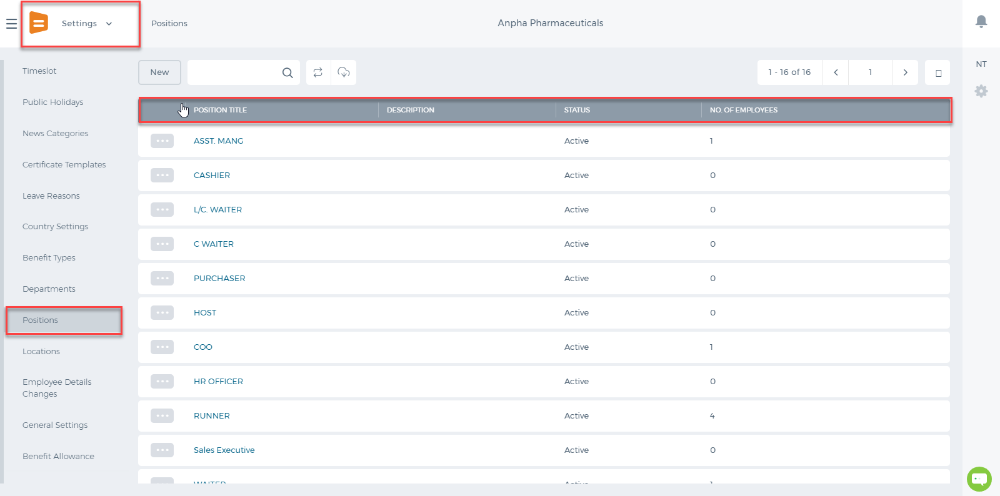 Settings
Positions
Anpha Pharmaceuticals
NT
Timeslot
Public Holidays
News Categories
Certificate Templates
Leave Reasons
Country Settings
Benefit Types
Departments
Positions
Locations
Employee Details
Changes
General Settings
Benefit Allowance
New
1 - 16 of 16
1
POSITION TITLE DESCRIPTION STATUS NO. OF EMPLOYEES
ASST. MANG Active 1
CASHIER Active 0
L/C. WAITER Active 0
C WAITER Active 0
PURCHASER Active 0
HOST Active 0
COO Active 1
HR OFFICER Active 0
RUNNER Active 4
Sales Executive Active 0
WAITER Active 1